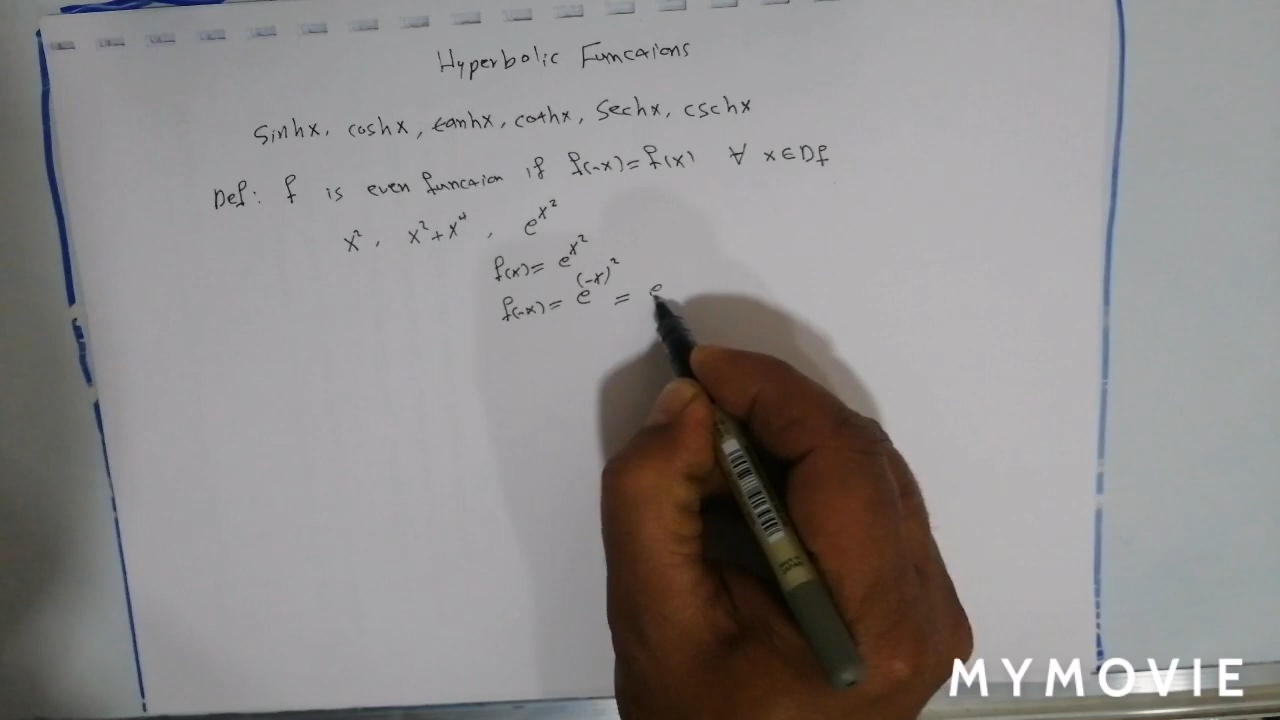 Hyperbolic Funcaions
Sinhx, coshx, tanhx, cothx, Sechx, cschx
Def: f is even funcaion if f(-x)=f(x) ∀ x∈Df
x², x²+x⁴, e^x²
f(x)= e^x²
f(-x)= e^(-x)² = e
MYMOVIE